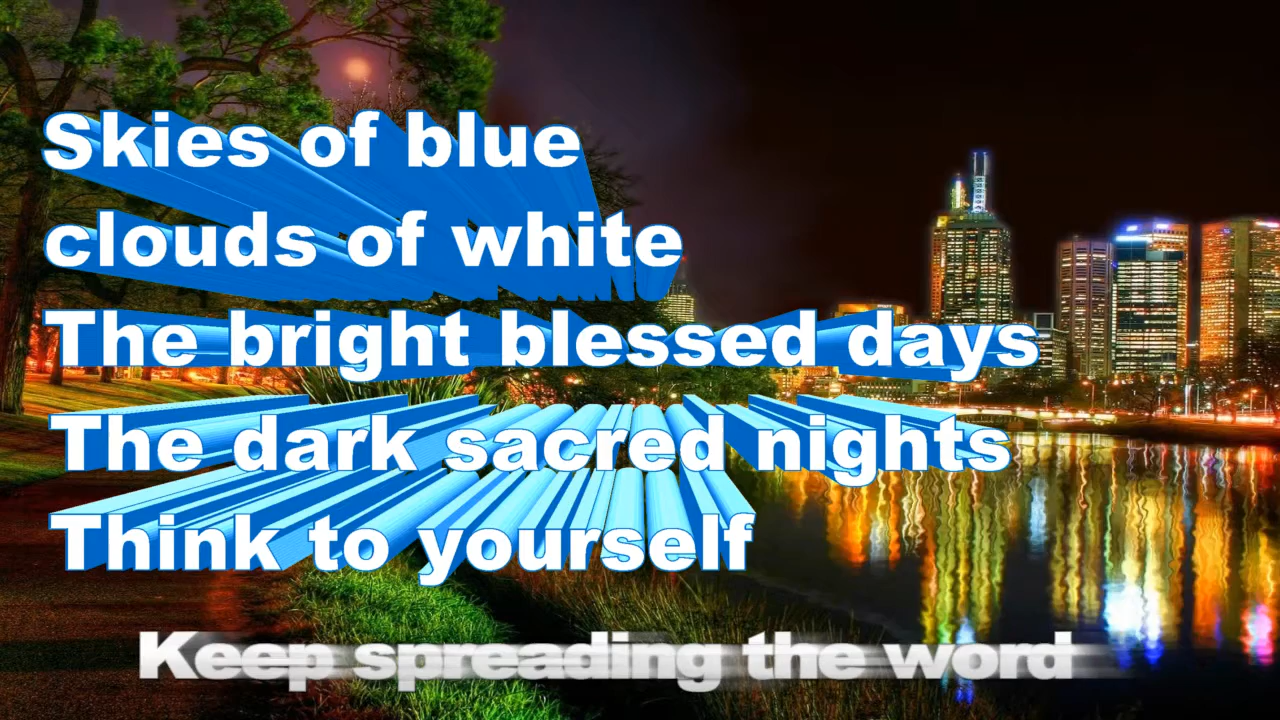 Skies of blue
clouds of white
The bright blessed days
The dark sacred nights
Think to yourself
Keep spreading the word